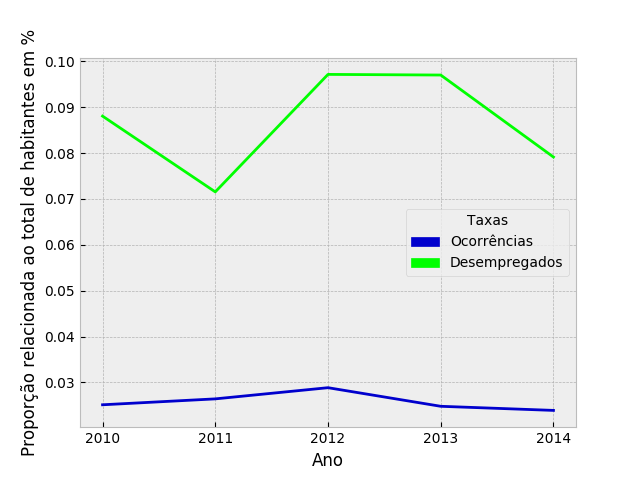 Proporção relacionada ao total de habitantes em %
0.10
0.09
0.08
0.07
0.06
0.05
0.04
0.03
Taxas
Ocorrências
Desempregados
2010 2011 2012 2013 2014
Ano